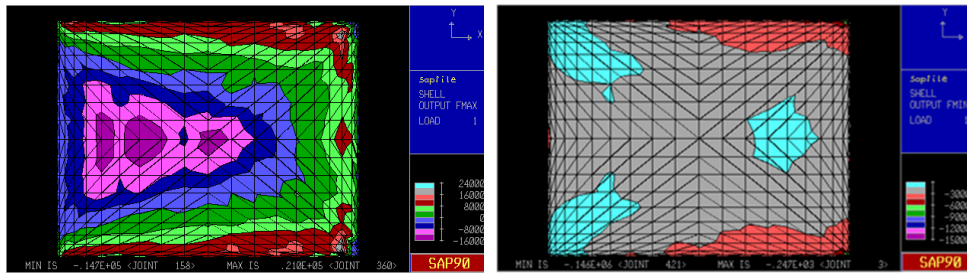 Y
X
sapfile
SHELL
OUTPUT FMAX
LOAD 1
24000
16000
8000
0
-8000
-16000
MIN IS -.147E+05 <JOINT 158> MAX IS .210E+05 <JOINT 360>
SAP90
Y
sapfile
SHELL
OUTPUT FMIN
LOAD 1
-3000
-6000
-9000
-12000
-15000
MIN IS -.146E+06 <JOINT 421> MAX IS -.247E+03 <JOINT 3>
SAP90